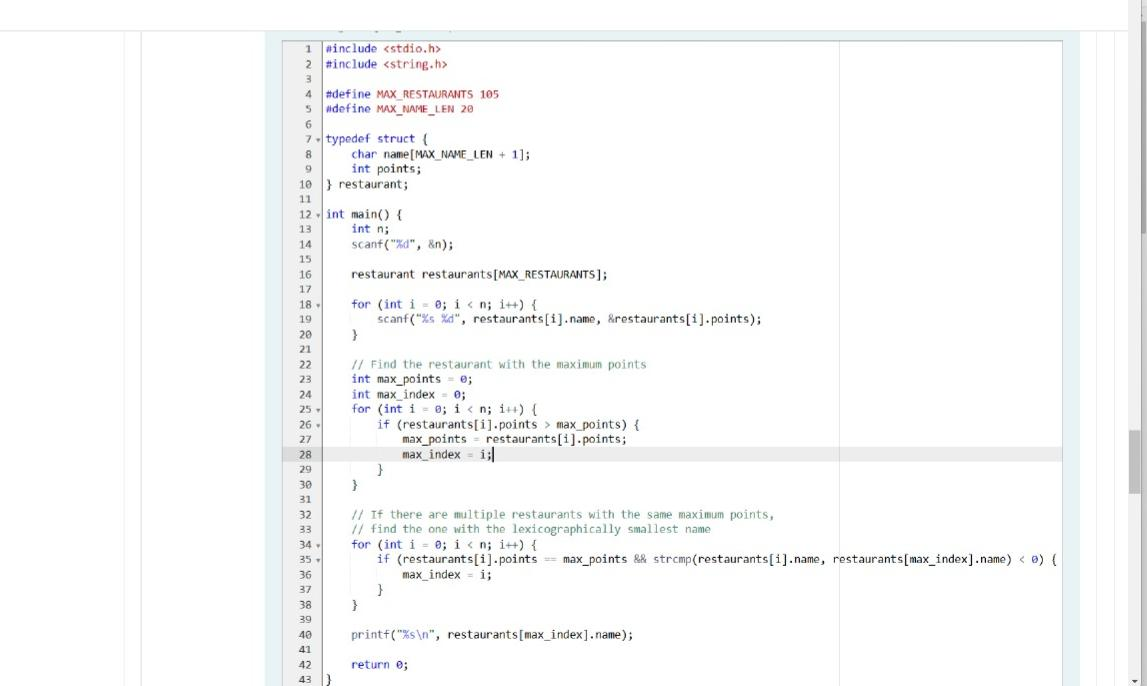 1 #include <stdio.h>
2 #include <string.h>
3
4 #define MAX_RESTAURANTS 105
5 #define MAX_NAME_LEN 20
6
7 typedef struct {
8     char name[MAX_NAME_LEN + 1];
9     int points;
10 } restaurant;
11
12 int main() {
13     int n;
14     scanf("%d", &n);
15
16     restaurant restaurants[MAX_RESTAURANTS];
17
18     for (int i = 0; i < n; i++) {
19         scanf("%s %d", restaurants[i].name, &restaurants[i].points);
20     }
21
22     // Find the restaurant with the maximum points
23     int max_points = 0;
24     int max_index = 0;
25     for (int i = 0; i < n; i++) {
26         if (restaurants[i].points > max_points) {
27             max_points = restaurants[i].points;
28             max_index = i;
29         }
30     }
31
32     // If there are multiple restaurants with the same maximum points,
33     // find the one with the lexicographically smallest name
34     for (int i = 0; i < n; i++) {
35         if (restaurants[i].points == max_points && strcmp(restaurants[i].name, restaurants[max_index].name) < 0) {
36             max_index = i;
37         }
38     }
39
40     printf("%s\n", restaurants[max_index].name);
41
42     return 0;
43 }